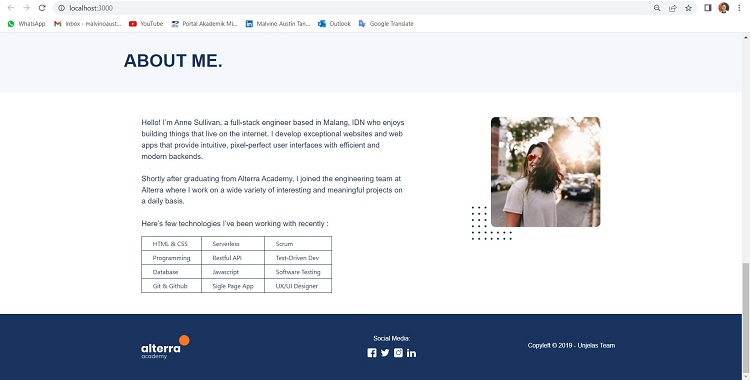 localhost:3000
WhatsApp
Inbox - malvinoaust...
YouTube
Portal Akademik Mi...
Malvino Austin Tan...
Outlook
Google Translate
ABOUT ME.
Hello! I'm Anne Sullivan, a full-stack engineer based in Malang, IDN who enjoys
building things that live on the internet. I develop exceptional websites and web
apps that provide intuitive, pixel-perfect user interfaces with efficient and
modern backends.
Shortly after graduating from Alterra Academy, I joined the engineering team at
Alterra where I work on a wide variety of interesting and meaningful projects on
a daily basis.
Here's few technologies I've been working with recently :
HTML & CSS Serverless Scrum
Programming Restful API Test-Driven Dev
Database Javascript Software Testing
Git & Github Sigle Page App UX/UI Designer
alterra
academy
Social Media:
Copyleft © 2019 - Unjelas Team